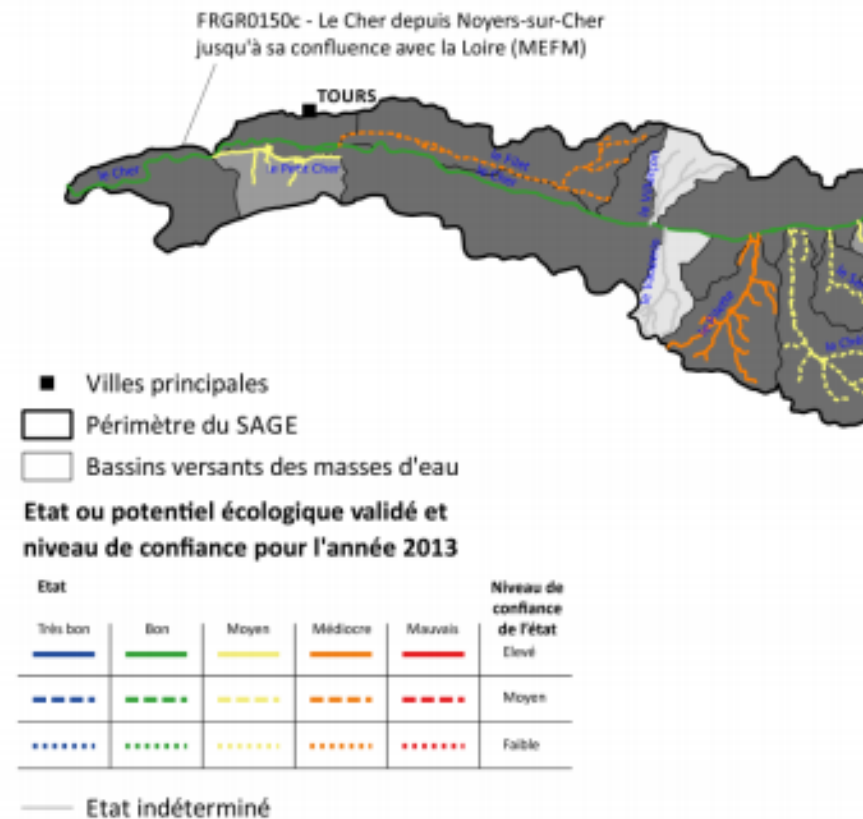 FRGR0150c - Le Cher depuis Noyers-sur-Cher
jusqu'à sa confluence avec la Loire (MEFM)
TOURS
le Cher
Le Petit Cher
le Filet
le Cher
Villes principales
Périmètre du SAGE
Bassins versants des masses d'eau
Etat ou potentiel écologique validé et
niveau de confiance pour l'année 2013
Etat
Niveau de
confiance
de l'état
Très bon
Bon
Moyen
Médiocre
Mauvais
Elevé
Moyen
Faible
Etat indéterminé